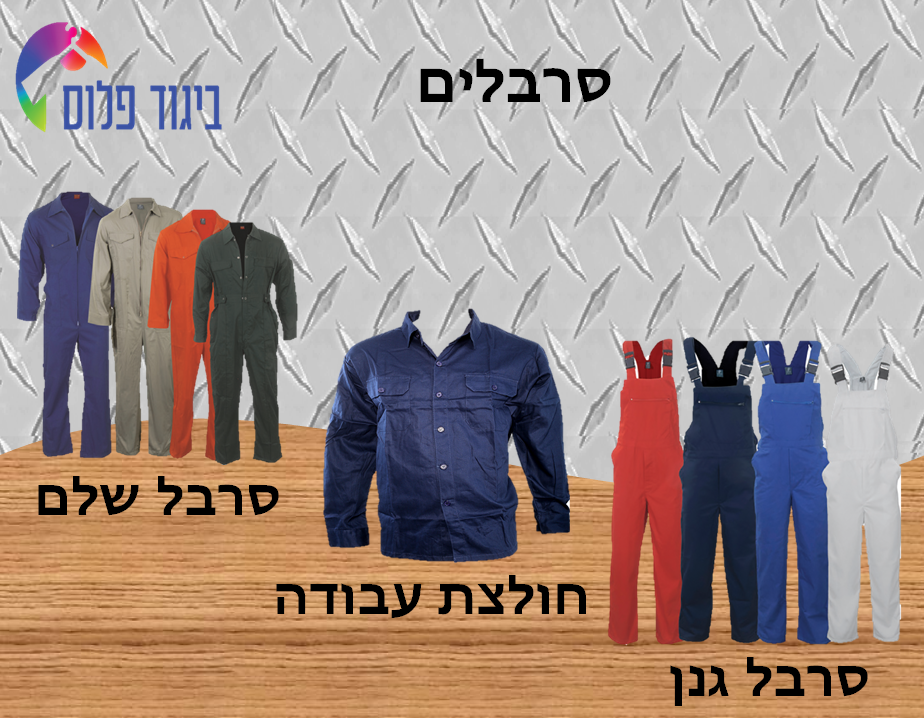 ביגוד פלוס
סרבלים
סרבל שלם
חולצת עבודה
סרבל גנן